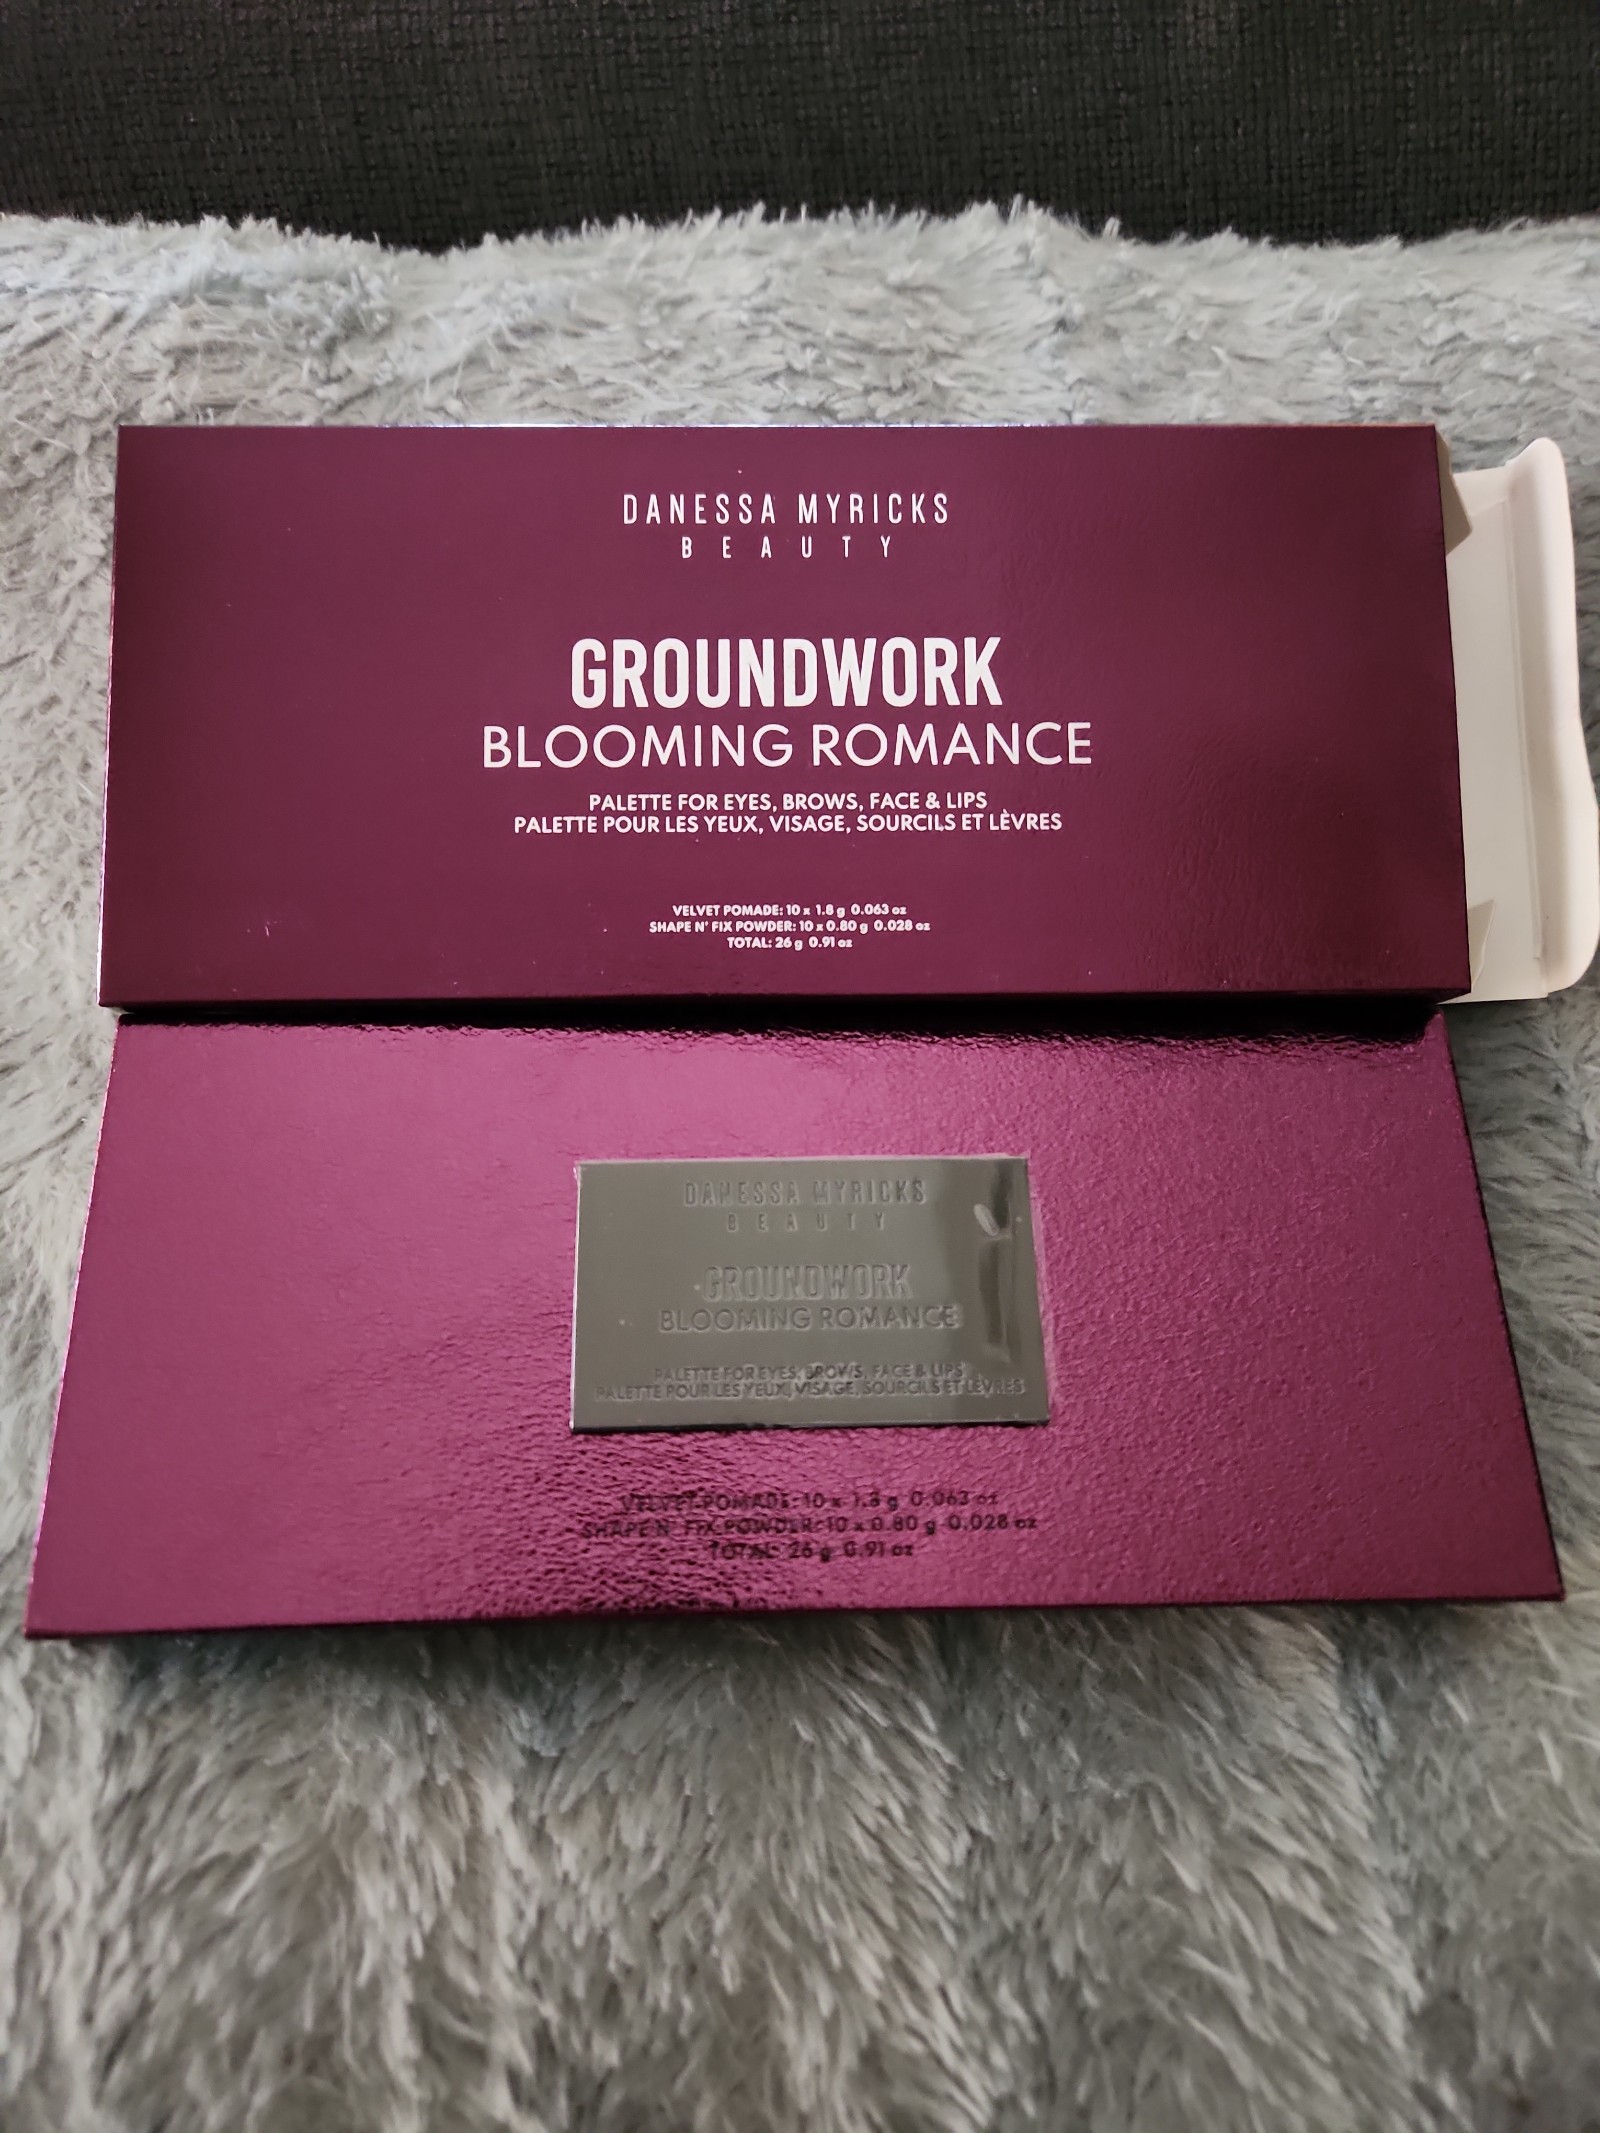 DANESSA MYRICKS
BEAUTY
GROUNDWORK
BLOOMING ROMANCE
PALETTE FOR EYES, BROWS, FACE & LIPS
PALETTE POUR LES YEUX, VISAGE, SOURCILS ET LÈVRES
VELVET POMADE: 10 x 1.8 g 0.063 oz
SHAPE N' FIX POWDER: 10 x 0.80 g 0.028 oz
TOTAL: 26 g 0.91 oz
DANESSA MYRICKS
BEAUTY
GROUNDWORK
BLOOMING ROMANCE
PALETTE FOR EYES, BROWS, FACE & LIPS
PALETTE POUR LES YEUX, VISAGE, SOURCILS ET LÈVRES
VELVET POMADE: 10 x 1.8 g 0.063 oz
SHAPE N' FIX POWDER: 10 x 0.80 g 0.028 oz
TOTAL: 26 g 0.91 oz